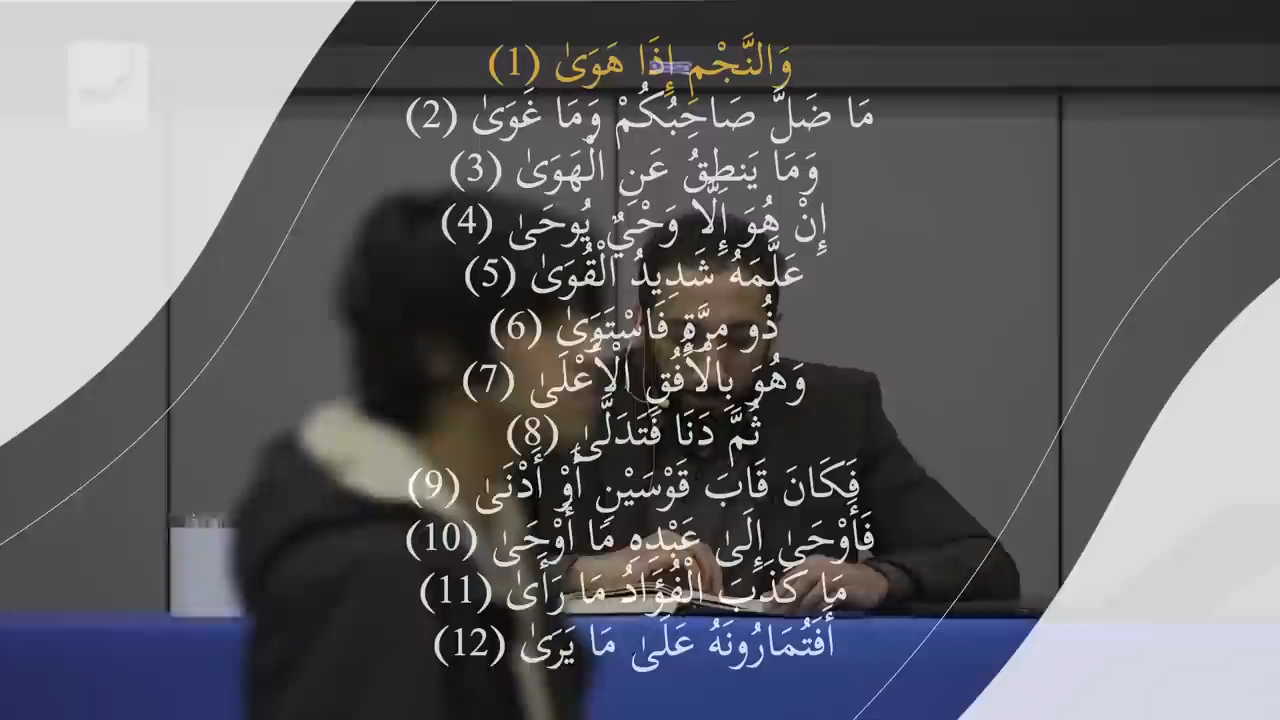 وَالنَّجْمِ إِذَا هَوَىٰ (1)
مَا ضَلَّ صَاحِبُكُمْ وَمَا غَوَىٰ (2)
وَمَا يَنطِقُ عَنِ الْهَوَىٰ (3)
إِنْ هُوَ إِلَّا وَحْيٌ يُوحَىٰ (4)
عَلَّمَهُ شَدِيدُ الْقُوَىٰ (5)
ذُو مِرَّةٍ فَاسْتَوَىٰ (6)
وَهُوَ بِالْأُفُقِ الْأَعْلَىٰ (7)
ثُمَّ دَنَا فَتَدَلَّىٰ (8)
فَكَانَ قَابَ قَوْسَيْنِ أَوْ أَدْنَىٰ (9)
فَأَوْحَىٰ إِلَىٰ عَبْدِهِ مَا أَوْحَىٰ (10)
مَا كَذَبَ الْفُؤَادُ مَا رَأَىٰ (11)
أَفَتُمَارُونَهُ عَلَىٰ مَا يَرَىٰ (12)